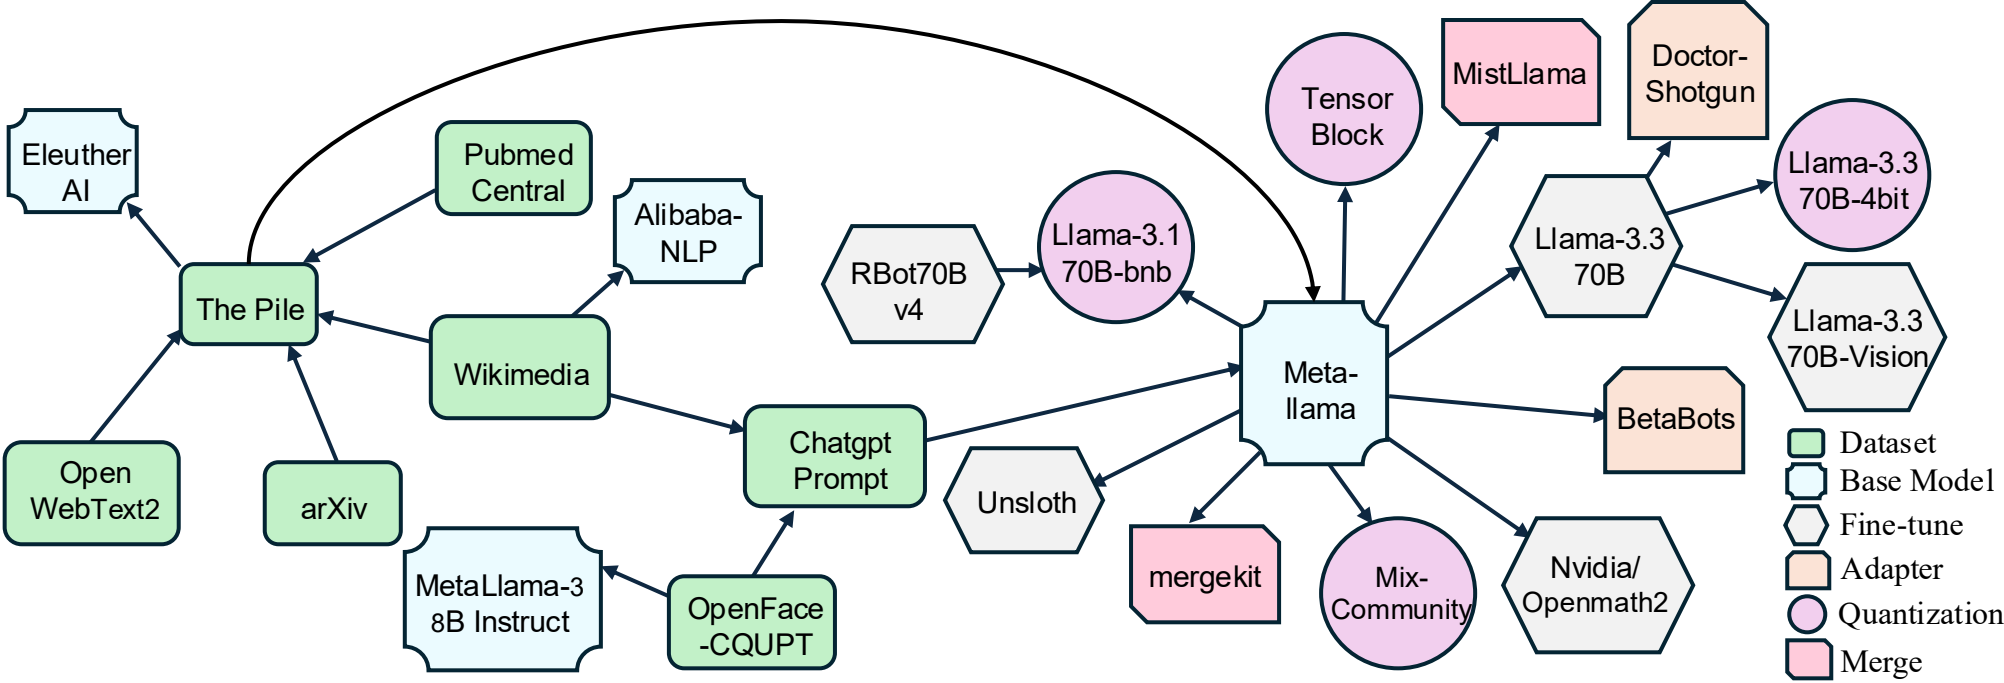 Eleuther
AI
Pubmed
Central
Alibaba-
NLP
The Pile
Wikimedia
Open
WebText2
arXiv
Chatgpt
Prompt
MetaLlama-3
8B Instruct
OpenFace
-CQUPT
RBot70B
v4
Llama-3.1
70B-bnb
Tensor
Block
MistLlama
Doctor-
Shotgun
Llama-3.3
70B-4bit
Llama-3.3
70B
Llama-3.3
70B-Vision
Meta-
llama
BetaBots
Unsloth
mergekit
Mix-
Community
Nvidia/
Openmath2
Dataset
Base Model
Fine-tune
Adapter
Quantization
Merge